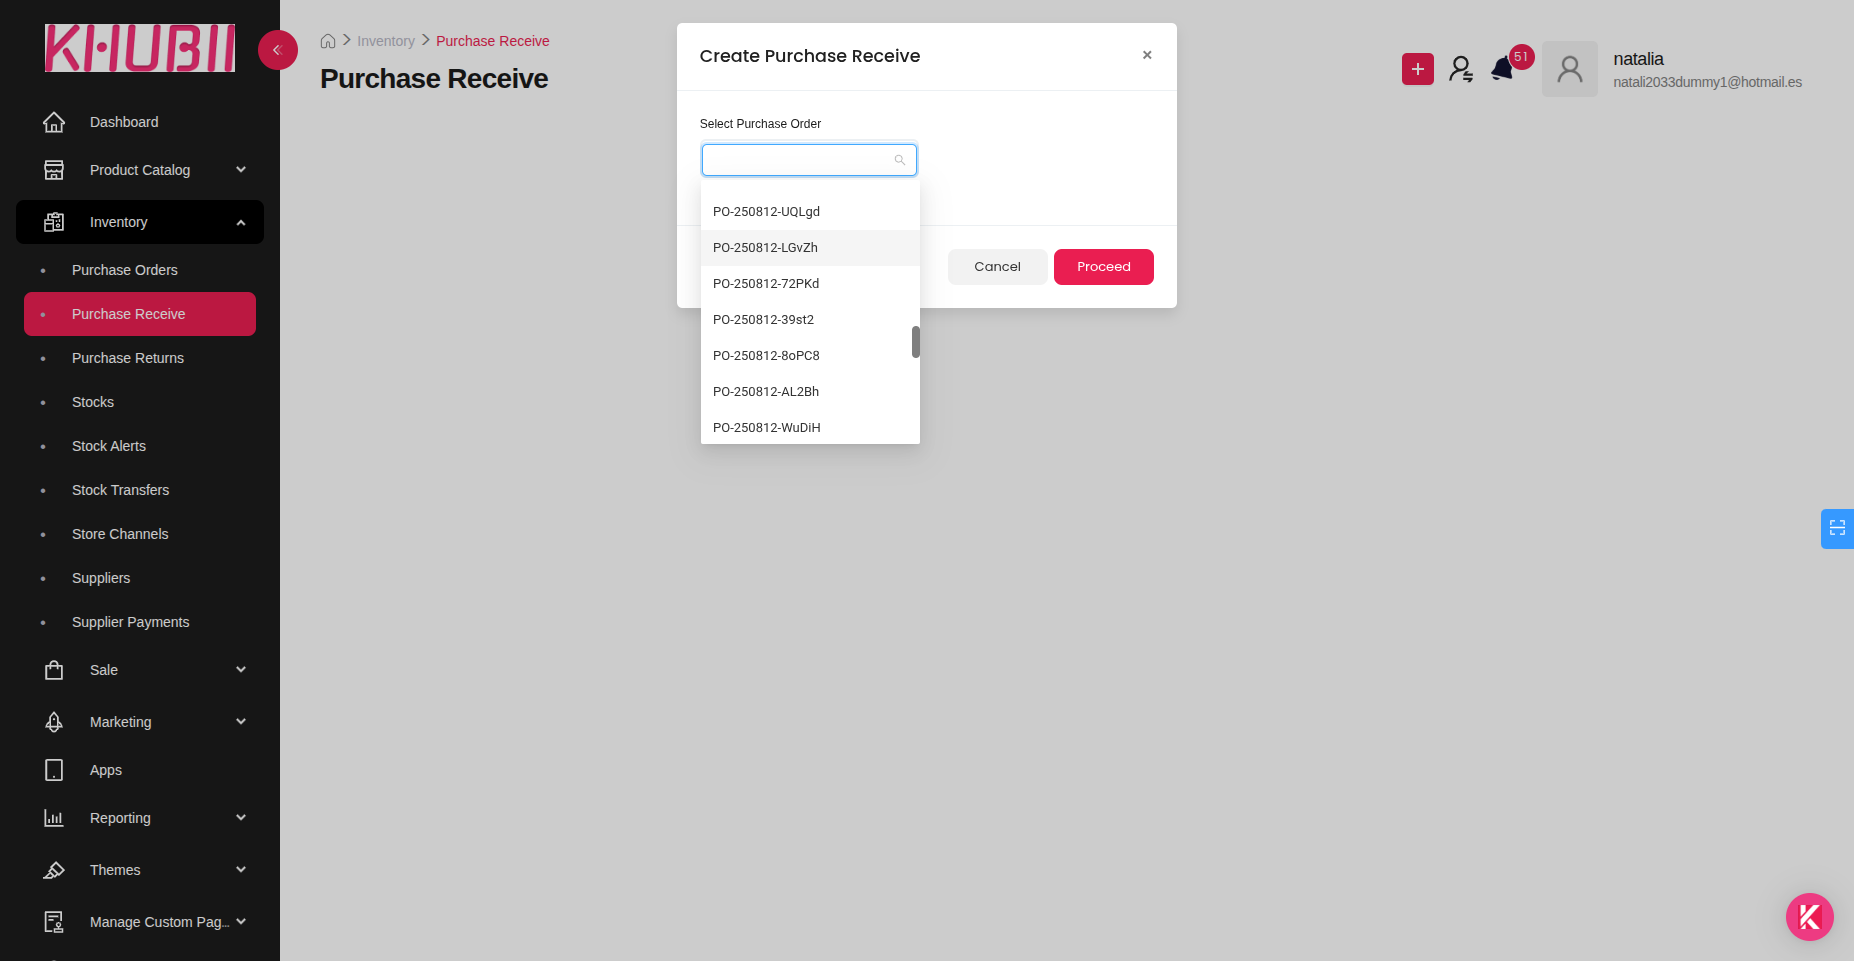 KHUBII
Dashboard
Product Catalog
Inventory
Purchase Orders
Purchase Receive
Purchase Returns
Stocks
Stock Alerts
Stock Transfers
Store Channels
Suppliers
Supplier Payments
Sale
Marketing
Apps
Reporting
Themes
Manage Custom Pag...
Inventory
Purchase Receive
Purchase Receive
Create Purchase Receive
×
Select Purchase Order
PO-250812-UQLgd
PO-250812-LGvZh
PO-250812-72PKd
PO-250812-39st2
PO-250812-8oPC8
PO-250812-AL2Bh
PO-250812-WuDiH
Cancel
Proceed
51
natalia
natali2033dummy1@hotmail.es
K